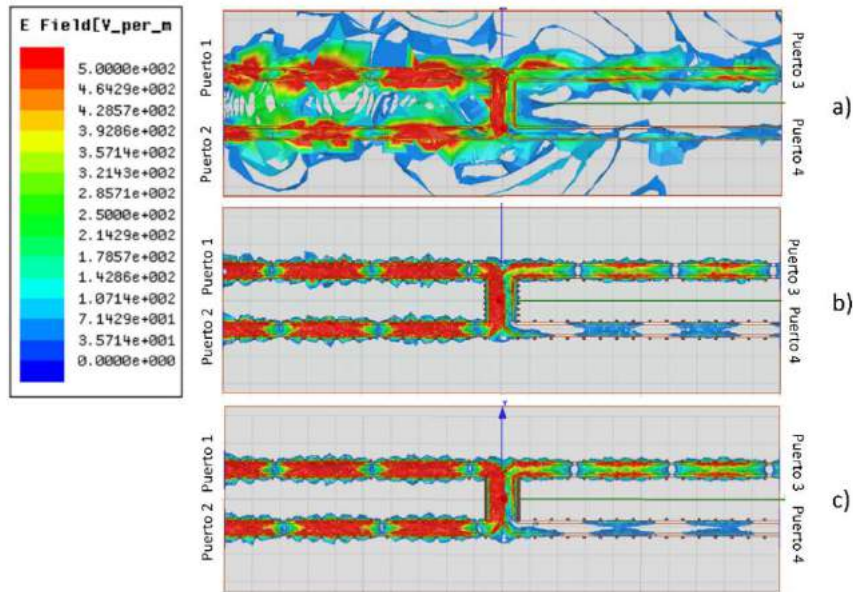 E Field[V_per_m
5.0000e+002
4.6429e+002
4.2857e+002
3.9286e+002
3.5714e+002
3.2143e+002
2.8571e+002
2.5000e+002
2.1429e+002
1.7857e+002
1.4286e+002
1.0714e+002
7.1429e+001
3.5714e+001
0.0000e+000
Puerto 1
Puerto 2
Puerto 3
Puerto 4
a)
Puerto 1
Puerto 2
Puerto 3
Puerto 4
b)
Puerto 1
Puerto 2
Puerto 3
Puerto 4
c)